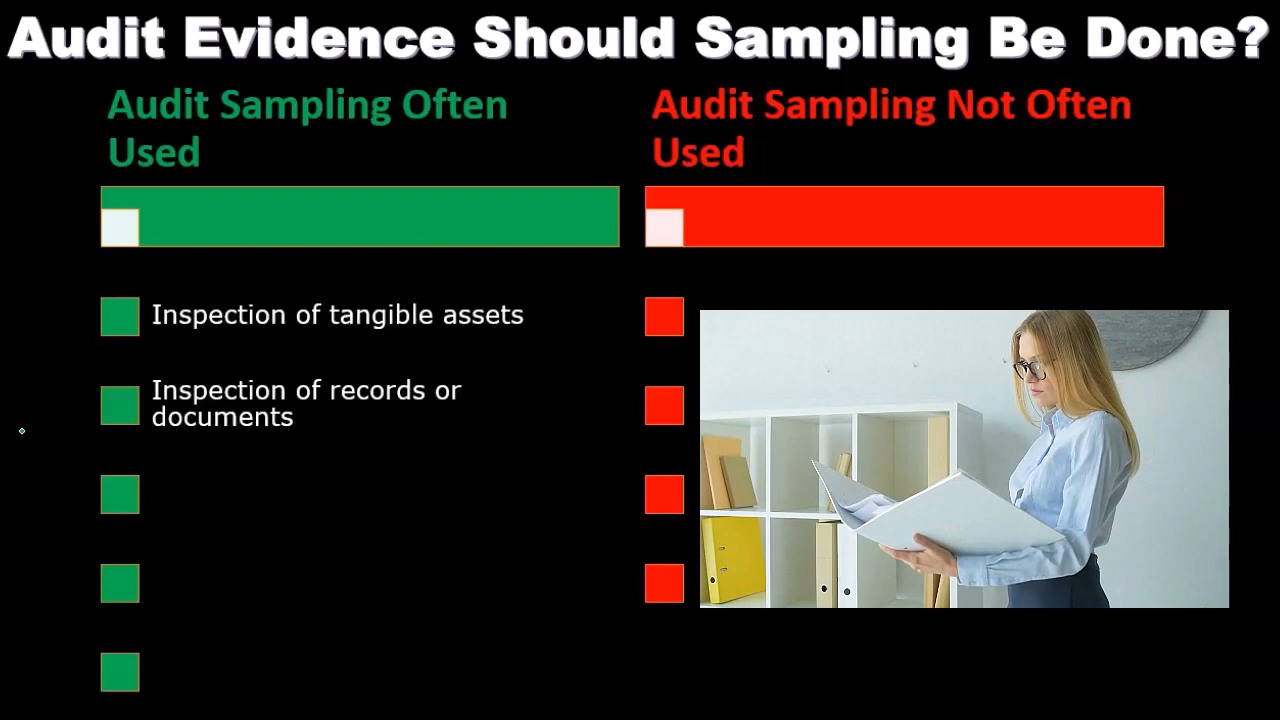 Audit Evidence Should Sampling Be Done?
Audit Sampling Often
Used
Audit Sampling Not Often
Used
Inspection of tangible assets
Inspection of records or
documents